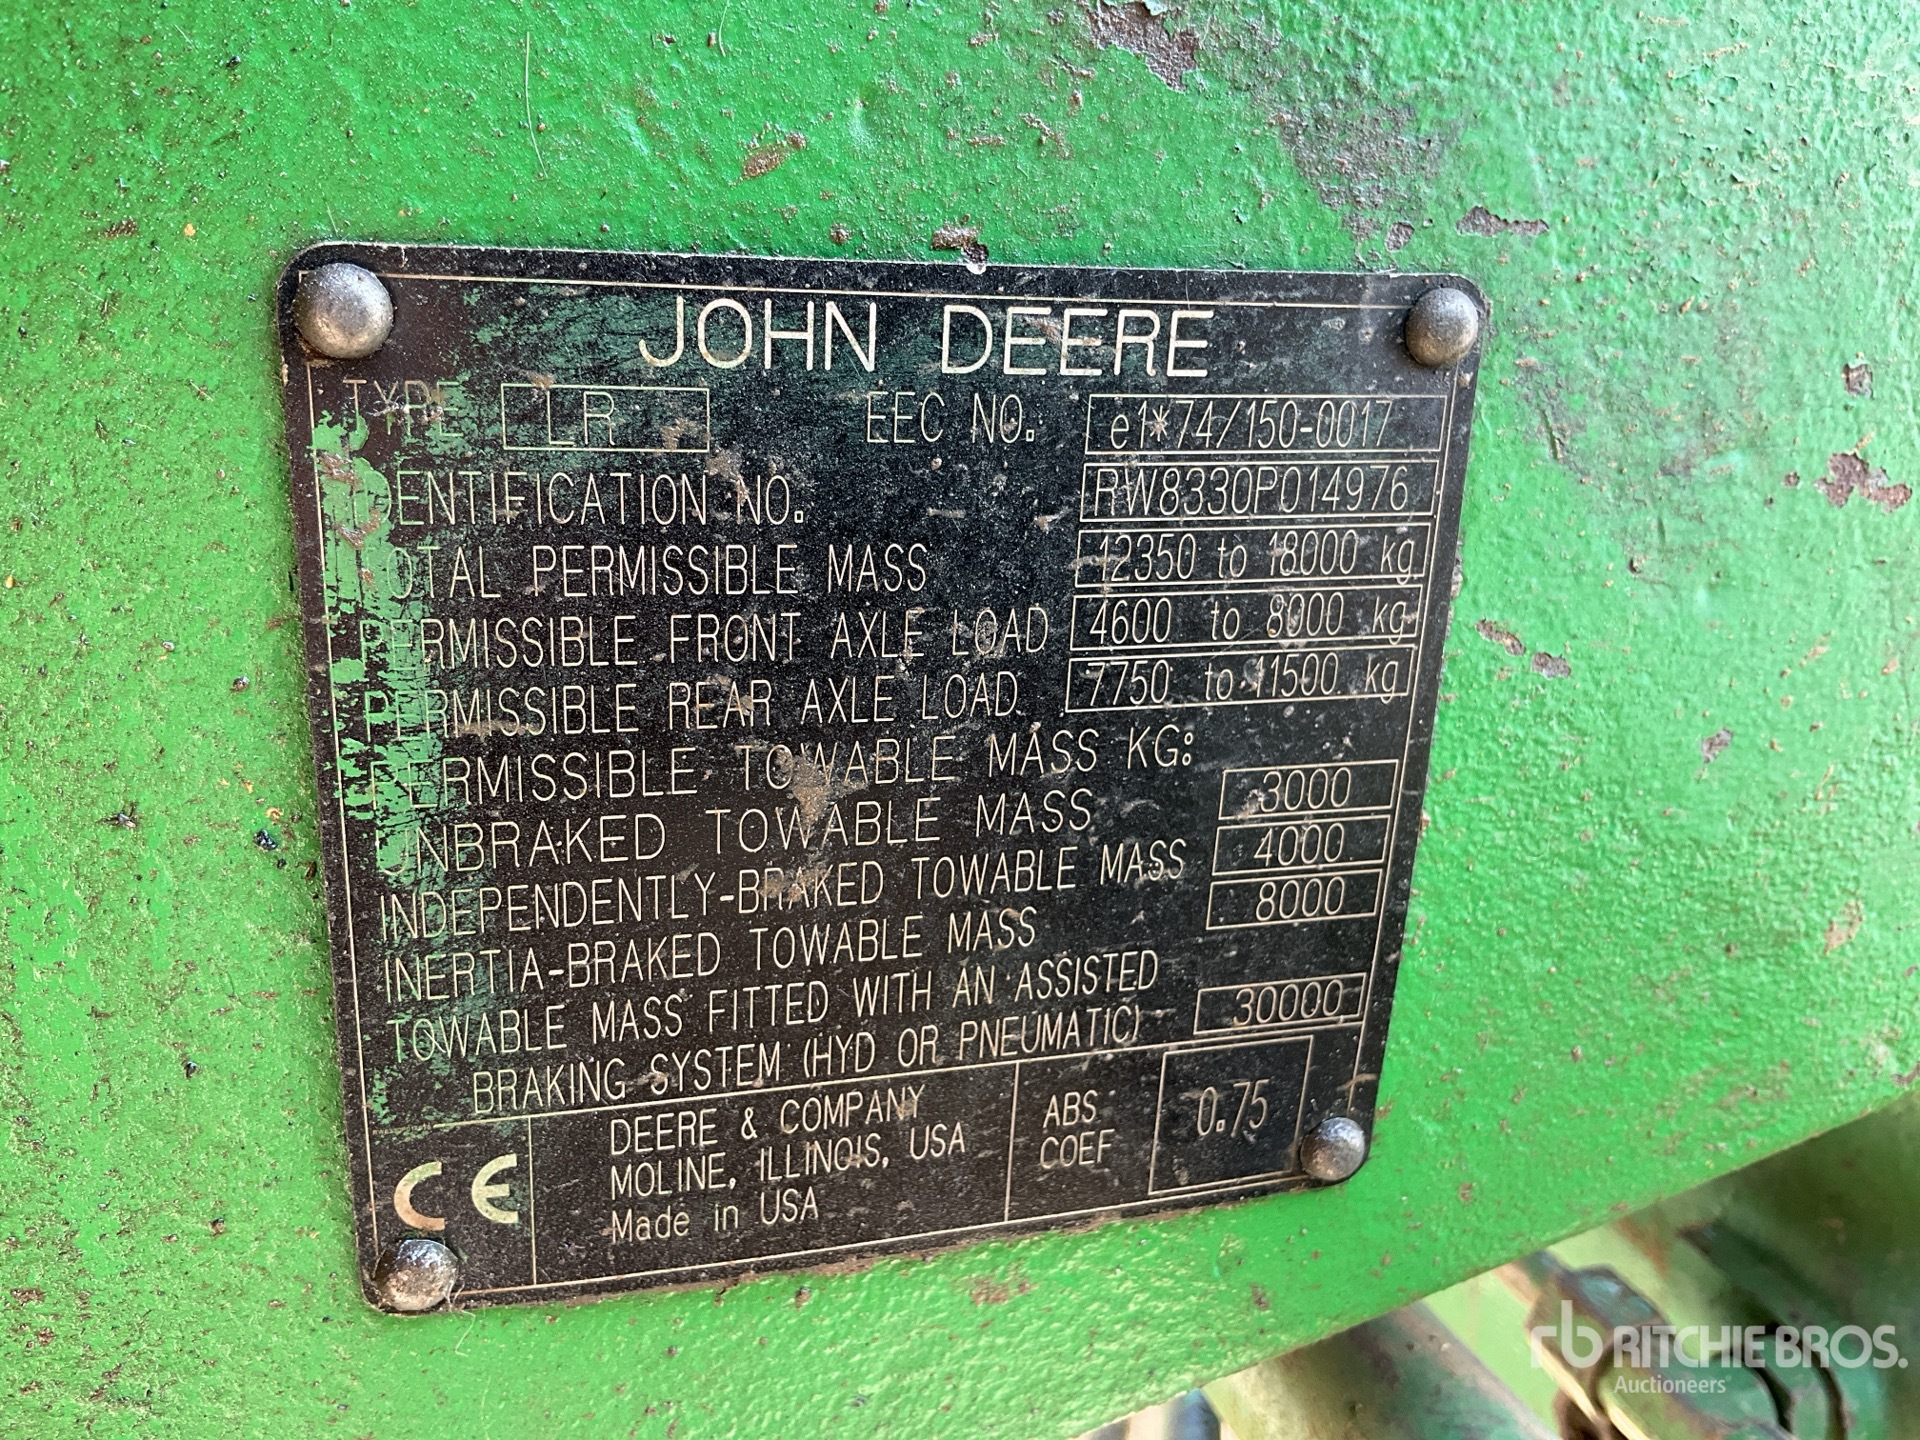 JOHN DEERE
TYPE LR EEC NO. e1*74/150-0017
IDENTIFICATION NO. RW8330P014976
TOTAL PERMISSIBLE MASS 12350 to 18000 kg
PERMISSIBLE FRONT AXLE LOAD 4600 to 8000 kg
PERMISSIBLE REAR AXLE LOAD 7750 to 11500 kg
PERMISSIBLE TOWABLE MASS KG:
UNBRAKED TOWABLE MASS 3000
INDEPENDENTLY-BRAKED TOWABLE MASS 4000
INERTIA-BRAKED TOWABLE MASS 8000
TOWABLE MASS FITTED WITH AN ASSISTED
BRAKING SYSTEM (HYD OR PNEUMATIC) 30000
CE
DEERE & COMPANY
MOLINE, ILLINOIS, USA
Made in USA
ABS
COEF
0.75
rb RITCHIE BROS.
Auctioneers